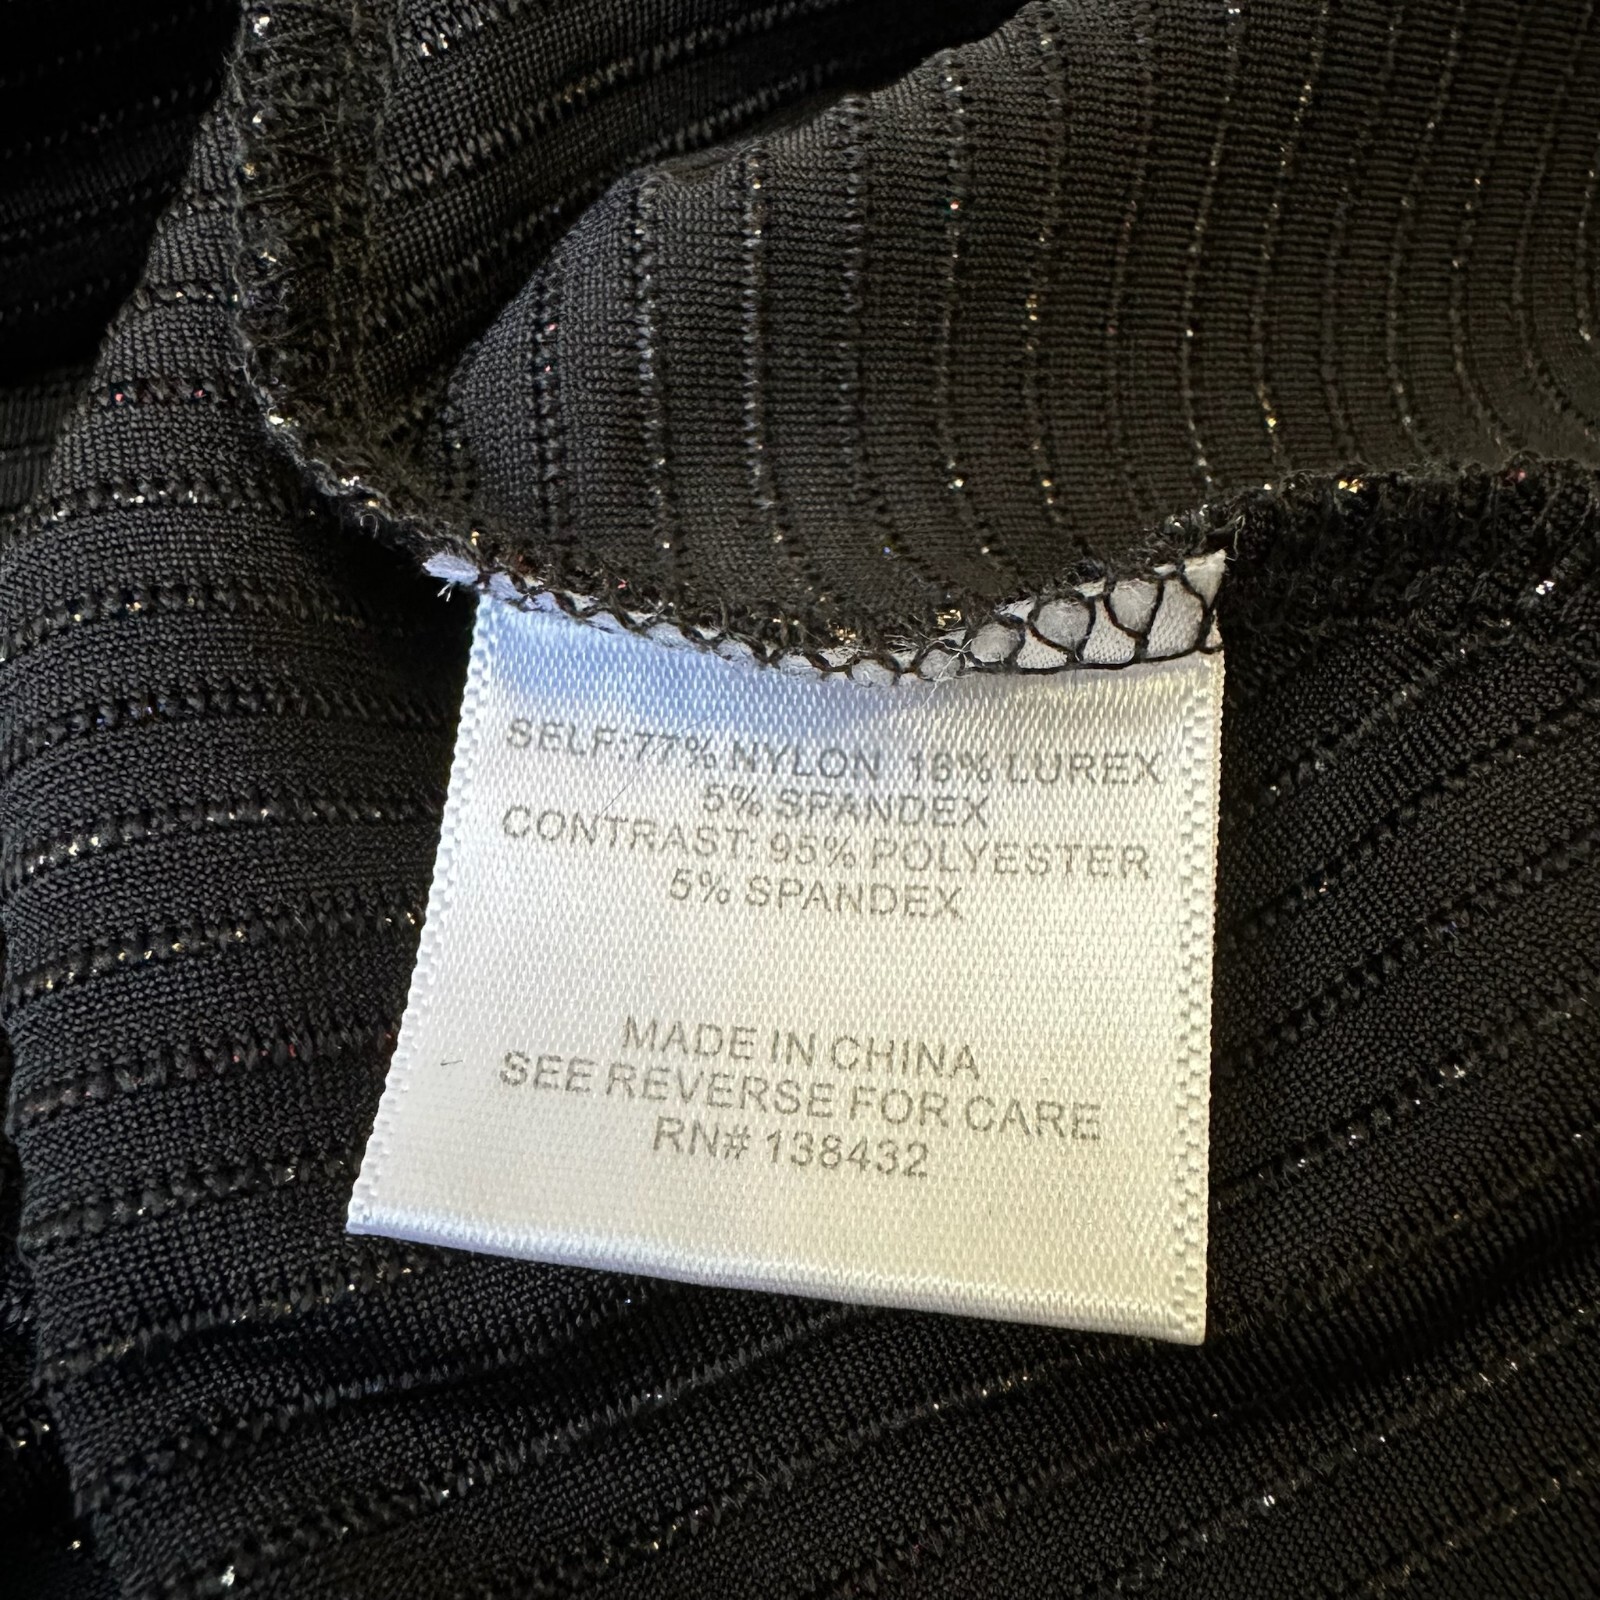 SELF:77% NYLON 18% LUREX
5% SPANDEX
CONTRAST: 95% POLYESTER
5% SPANDEX
MADE IN CHINA
SEE REVERSE FOR CARE
RN# 138432